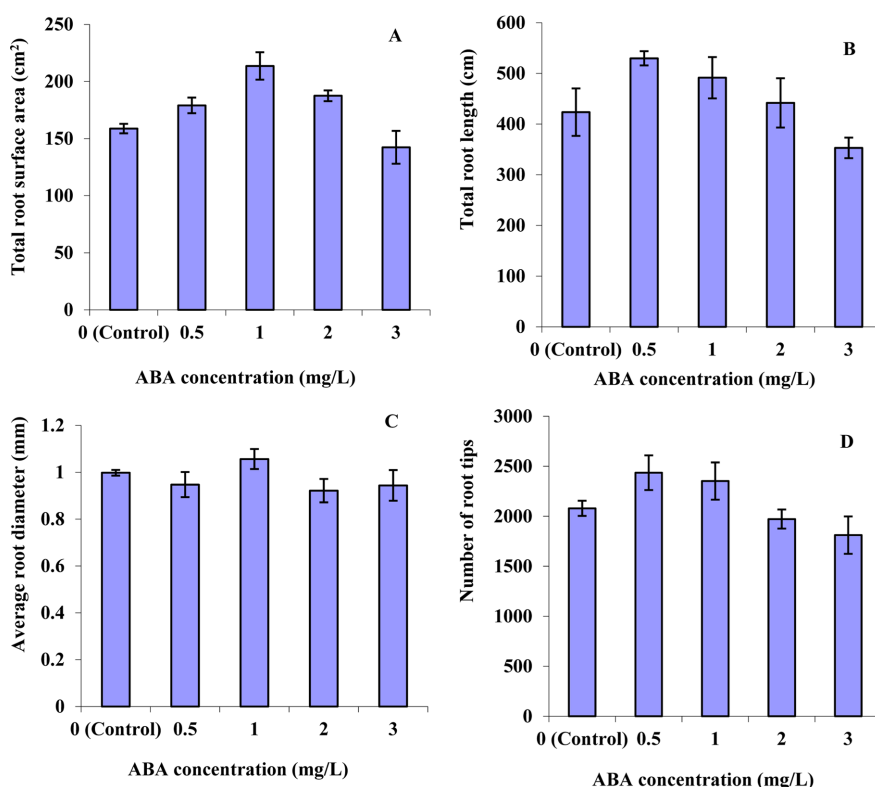 A
Total root surface area (cm²)
250
200
150
100
50
0
0 (Control) 0.5 1 2 3
ABA concentration (mg/L)
B
Total root length (cm)
600
500
400
300
200
100
0
0 (Control) 0.5 1 2 3
ABA concentration (mg/L)
C
Average root diameter (mm)
1.2
1
0.8
0.6
0.4
0.2
0
0 (Control) 0.5 1 2 3
ABA concentration (mg/L)
D
Number of root tips
3000
2500
2000
1500
1000
500
0
0 (Control) 0.5 1 2 3
ABA concentration (mg/L)